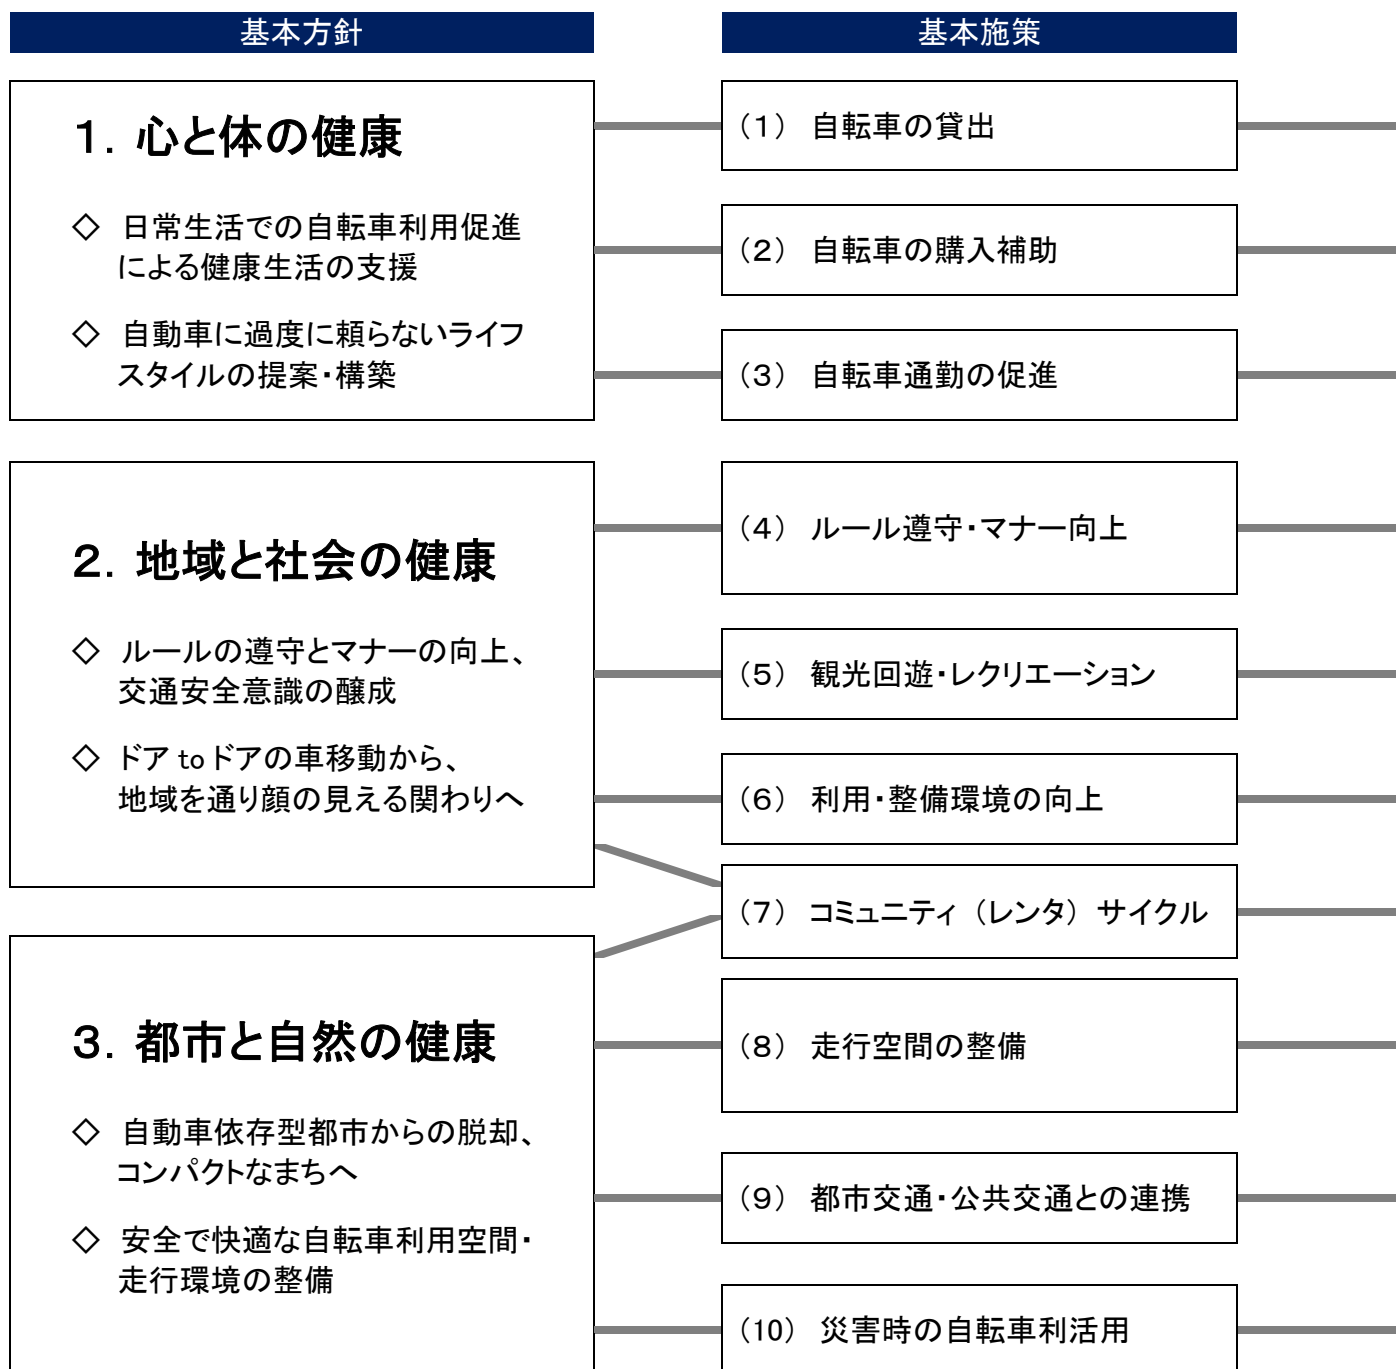 基本方針
基本施策
１．心と体の健康
◇ 日常生活での自転車利用促進
による健康生活の支援
◇ 自動車に過度に頼らないライフ
スタイルの提案・構築
（１） 自転車の貸出
（２） 自転車の購入補助
（３） 自転車通勤の促進
２．地域と社会の健康
◇ ルールの遵守とマナーの向上、
交通安全意識の醸成
◇ ドア to ドアの車移動から、
地域を通り顔の見える関わりへ
（４） ルール遵守・マナー向上
（５） 観光回遊・レクリエーション
（６） 利用・整備環境の向上
（７） コミュニティ（レンタ）サイクル
３．都市と自然の健康
◇ 自動車依存型都市からの脱却、
コンパクトなまちへ
◇ 安全で快適な自転車利用空間・
走行環境の整備
（８） 走行空間の整備
（９） 都市交通・公共交通との連携
（10） 災害時の自転車利活用